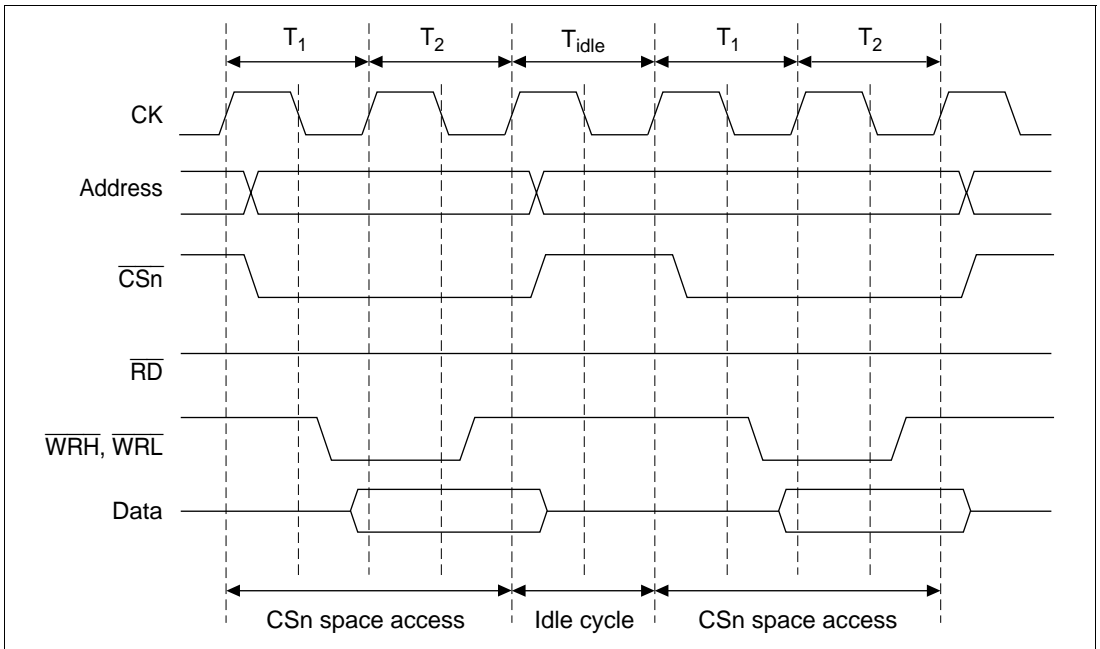 T1 T2 Tidle T1 T2
CK
Address
CSn
RD
WRH, WRL
Data
CSn space access Idle cycle CSn space access